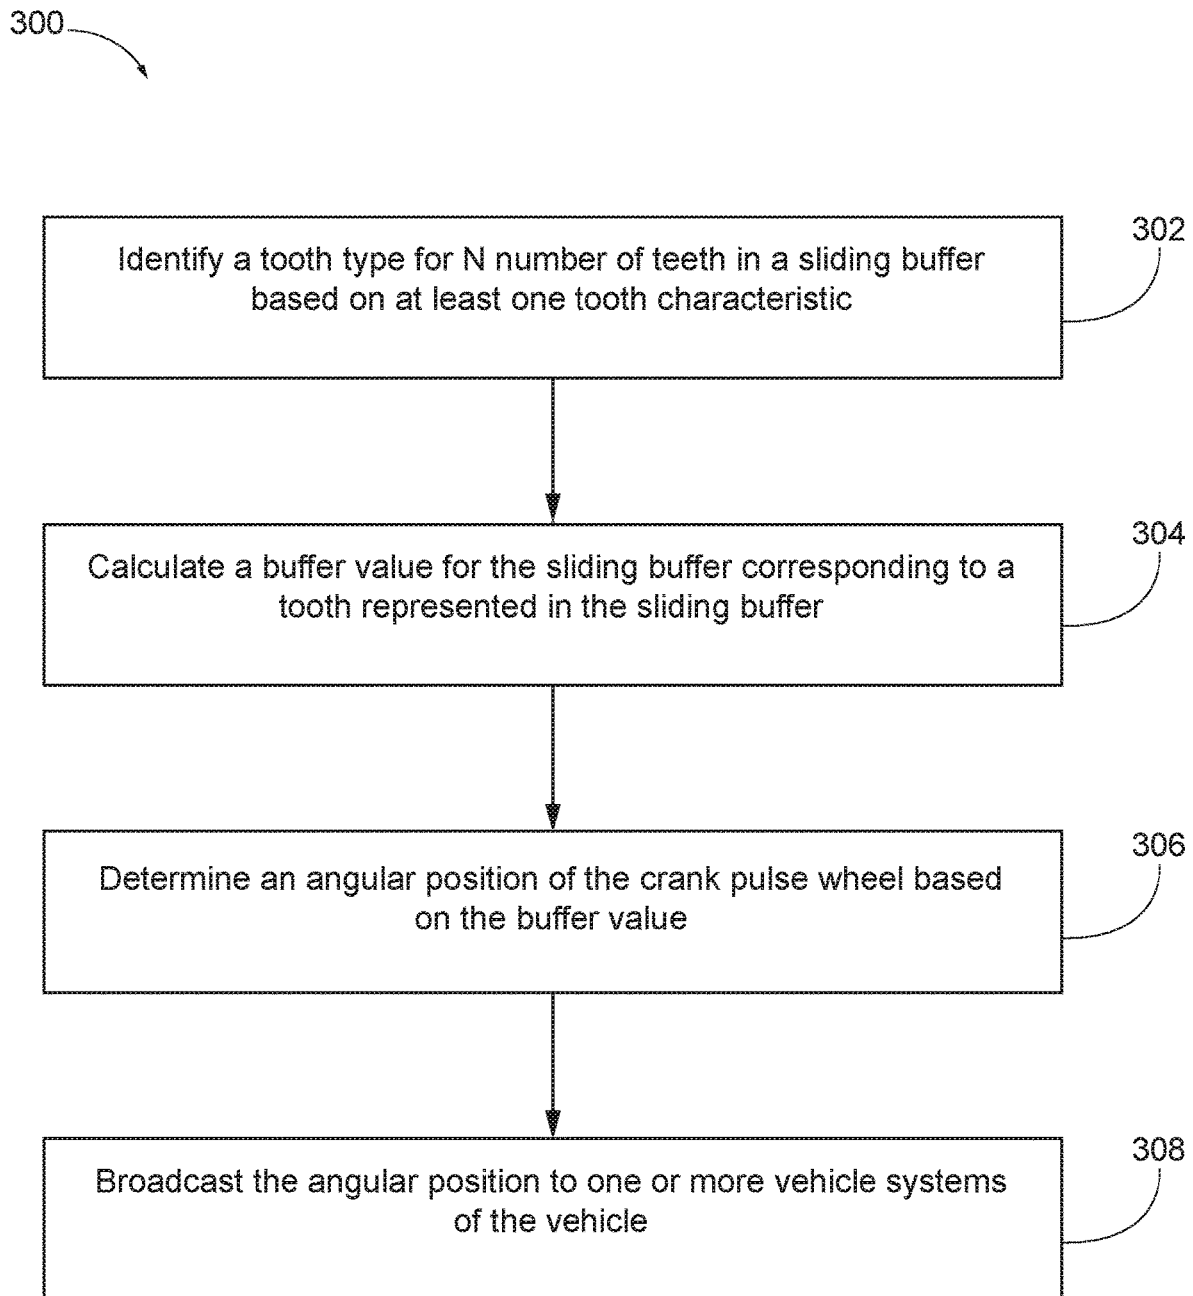 300
Identify a tooth type for N number of teeth in a sliding buffer
based on at least one tooth characteristic
302
Calculate a buffer value for the sliding buffer corresponding to a
tooth represented in the sliding buffer
304
Determine an angular position of the crank pulse wheel based
on the buffer value
306
Broadcast the angular position to one or more vehicle systems
of the vehicle
308